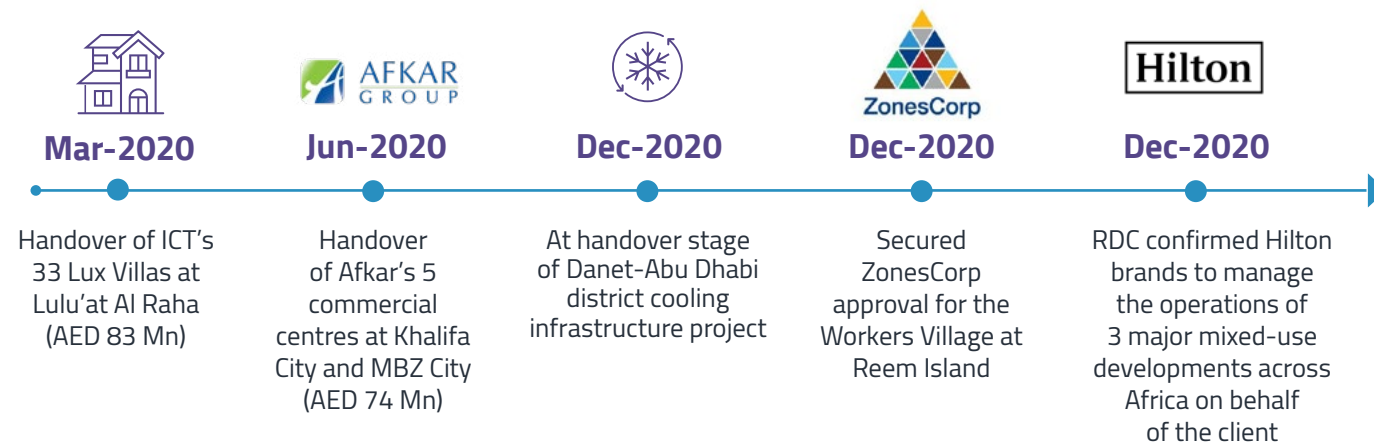 AFKAR
GROUP
ZonesCorp
Hilton
Mar-2020
Jun-2020
Dec-2020
Dec-2020
Dec-2020
Handover of ICT’s
33 Lux Villas at
Lulu’at Al Raha
(AED 83 Mn)
Handover
of Afkar’s 5
commercial
centres at Khalifa
City and MBZ City
(AED 74 Mn)
At handover stage
of Danet-Abu Dhabi
district cooling
infrastructure project
Secured
ZonesCorp
approval for the
Workers Village at
Reem Island
RDC confirmed Hilton
brands to manage
the operations of
3 major mixed-use
developments across
Africa on behalf
of the client